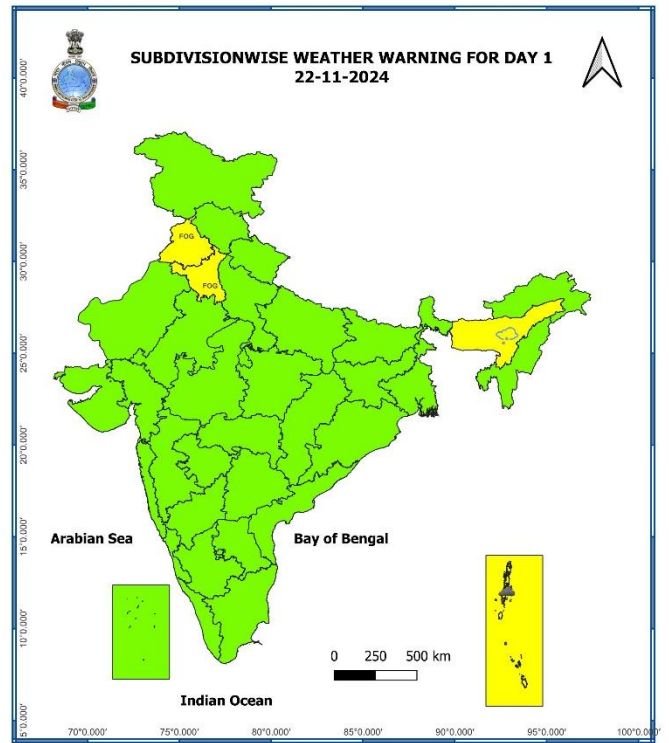 SUBDIVISIONWISE WEATHER WARNING FOR DAY 1
22-11-2024
40°0.000'
35°0.000'
FOG
30°0.000'
FOG
25°0.000'
20°0.000'
15°0.000'
Arabian Sea
Bay of Bengal
10°0.000'
0 250 500 km
Indian Ocean
5°0.000'
70°0.000' 75°0.000' 80°0.000' 85°0.000' 90°0.000' 95°0.000' 100°0.000'